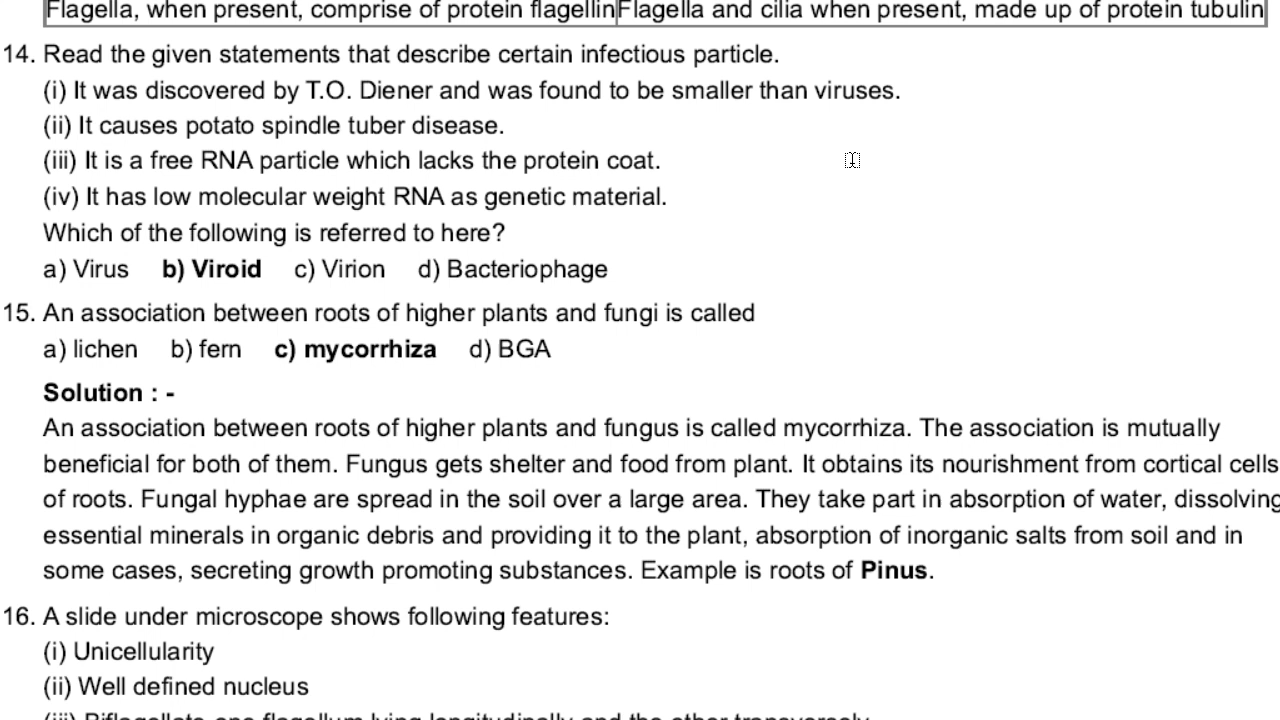 Flagella, when present, comprise of protein flagellin Flagella and cilia when present, made up of protein tubulin
14. Read the given statements that describe certain infectious particle.
(i) It was discovered by T.O. Diener and was found to be smaller than viruses.
(ii) It causes potato spindle tuber disease.
(iii) It is a free RNA particle which lacks the protein coat.
(iv) It has low molecular weight RNA as genetic material.
Which of the following is referred to here?
a) Virus b) Viroid c) Virion d) Bacteriophage
15. An association between roots of higher plants and fungi is called
a) lichen b) fern c) mycorrhiza d) BGA
Solution : -
An association between roots of higher plants and fungus is called mycorrhiza. The association is mutually
beneficial for both of them. Fungus gets shelter and food from plant. It obtains its nourishment from cortical cells
of roots. Fungal hyphae are spread in the soil over a large area. They take part in absorption of water, dissolving
essential minerals in organic debris and providing it to the plant, absorption of inorganic salts from soil and in
some cases, secreting growth promoting substances. Example is roots of Pinus.
16. A slide under microscope shows following features:
(i) Unicellularity
(ii) Well defined nucleus
(iii) Biflagellate-one flagellum lying longitudinally and the other transversely